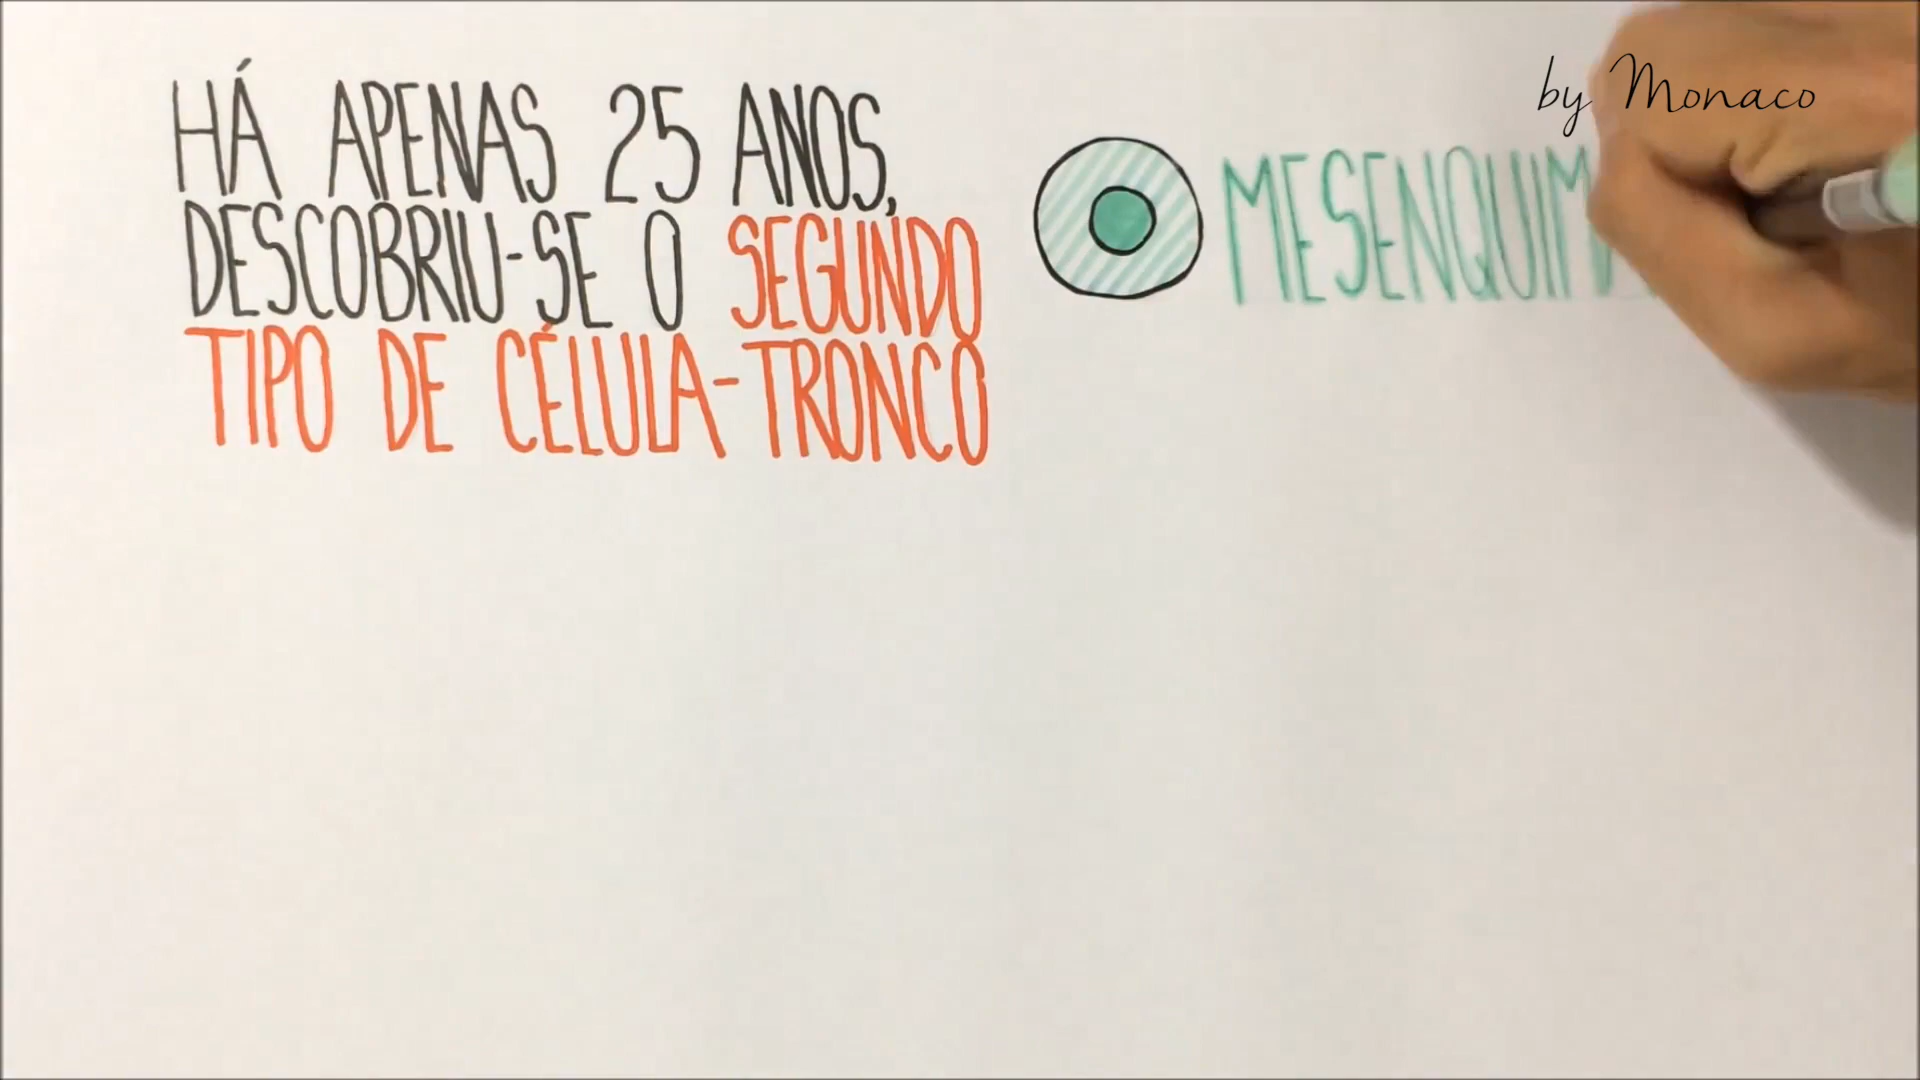 HÁ APENAS 25 ANOS,
DESCOBRIU-SE O SEGUNDO
TIPO DE CÉLULA-TRONCO
by Monaco